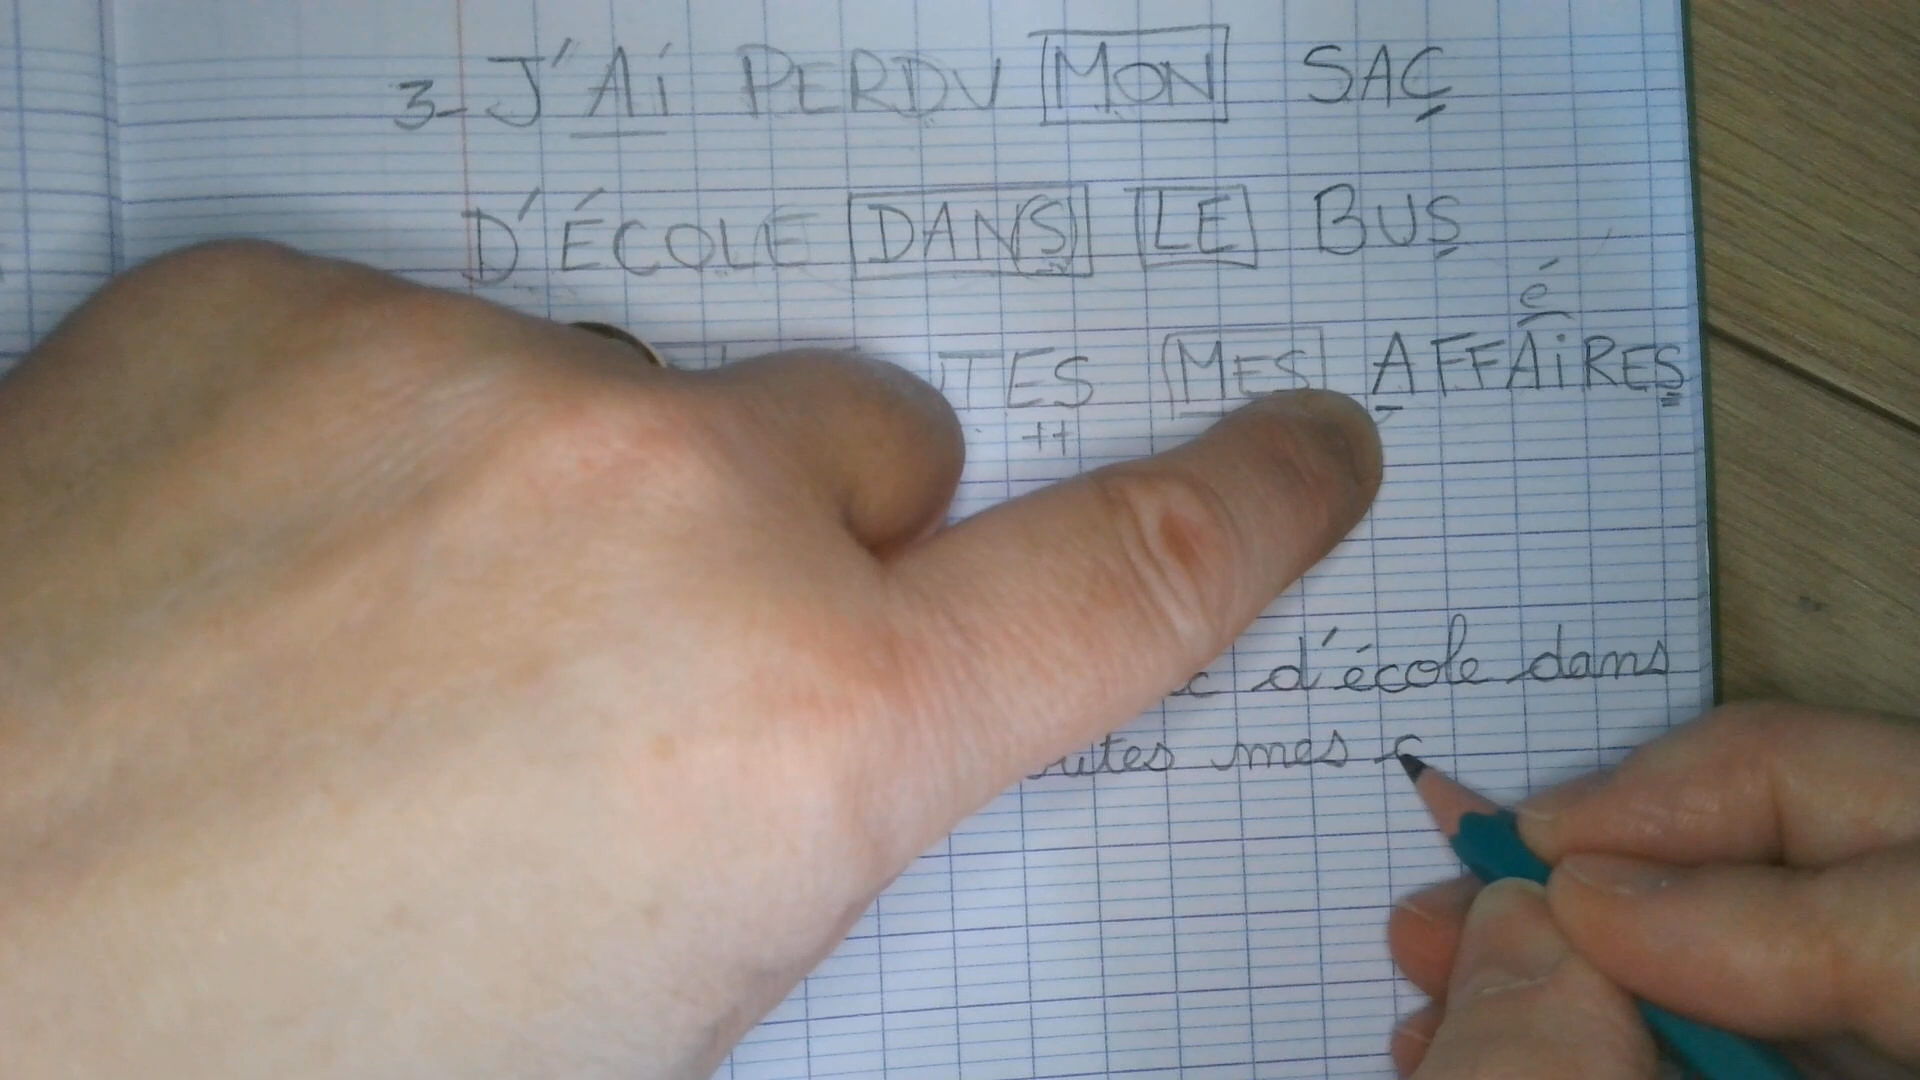 3- J'Ai PERDU MON SAC
D'ÉCOLE DANS LE BUS
é
TES MES AFFAiRES
++
d'école dans
utes mes